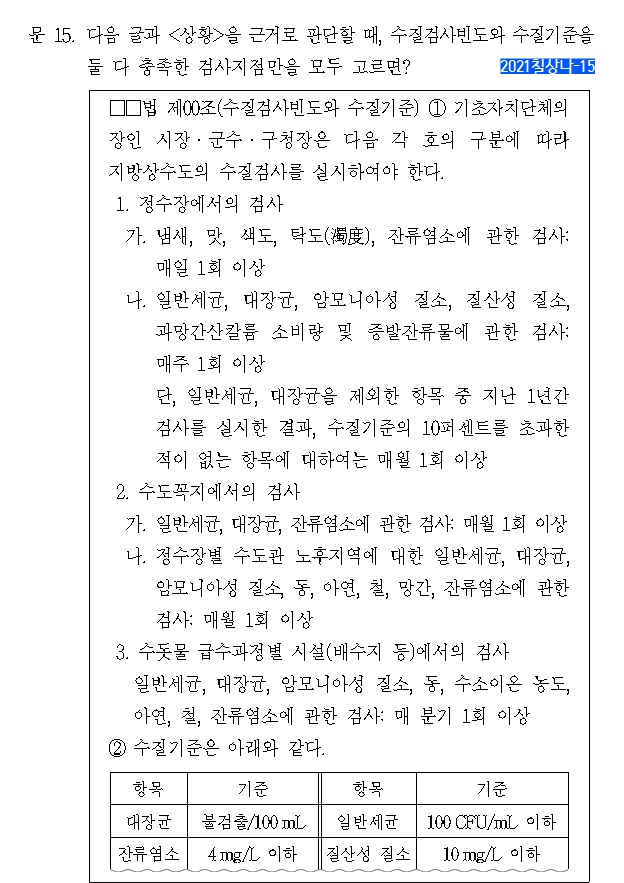 문 15. 다음 글과 <상황>을 근거로 판단할 때, 수질검사빈도와 수질기준을
둘 다 충족한 검사지점만을 모두 고르면?
2021칠상나-15
□□법 제00조(수질검사빈도와 수질기준) ① 기초자치단체의
장인 시장·군수·구청장은 다음 각 호의 구분에 따라
지방상수도의 수질검사를 실시하여야 한다.
1. 정수장에서의 검사
가. 냄새, 맛, 색도, 탁도(濁度), 잔류염소에 관한 검사:
매일 1회 이상
나. 일반세균, 대장균, 암모니아성 질소, 질산성 질소,
과망간산칼륨 소비량 및 증발잔류물에 관한 검사:
매주 1회 이상
단, 일반세균, 대장균을 제외한 항목 중 지난 1년간
검사를 실시한 결과, 수질기준의 10퍼센트를 초과한
적이 없는 항목에 대하여는 매월 1회 이상
2. 수도꼭지에서의 검사
가. 일반세균, 대장균, 잔류염소에 관한 검사: 매월 1회 이상
나. 정수장별 수도관 노후지역에 대한 일반세균, 대장균,
암모니아성 질소, 동, 아연, 철, 망간, 잔류염소에 관한
검사: 매월 1회 이상
3. 수돗물 급수과정별 시설(배수지 등)에서의 검사
일반세균, 대장균, 암모니아성 질소, 동, 수소이온 농도,
아연, 철, 잔류염소에 관한 검사: 매 분기 1회 이상
② 수질기준은 아래와 같다.
항목 기준 항목 기준
대장균 불검출/100 mL 일반세균 100 CFU/mL 이하
잔류염소 4 mg/L 이하 질산성 질소 10 mg/L 이하